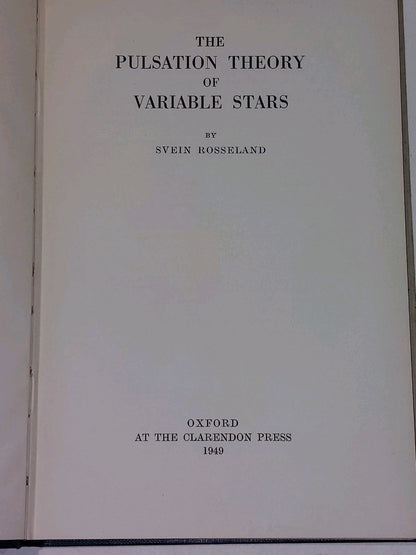 THE
PULSATION THEORY
OF
VARIABLE STARS
BY
SVEIN ROSSELAND
OXFORD
AT THE CLARENDON PRESS
1949